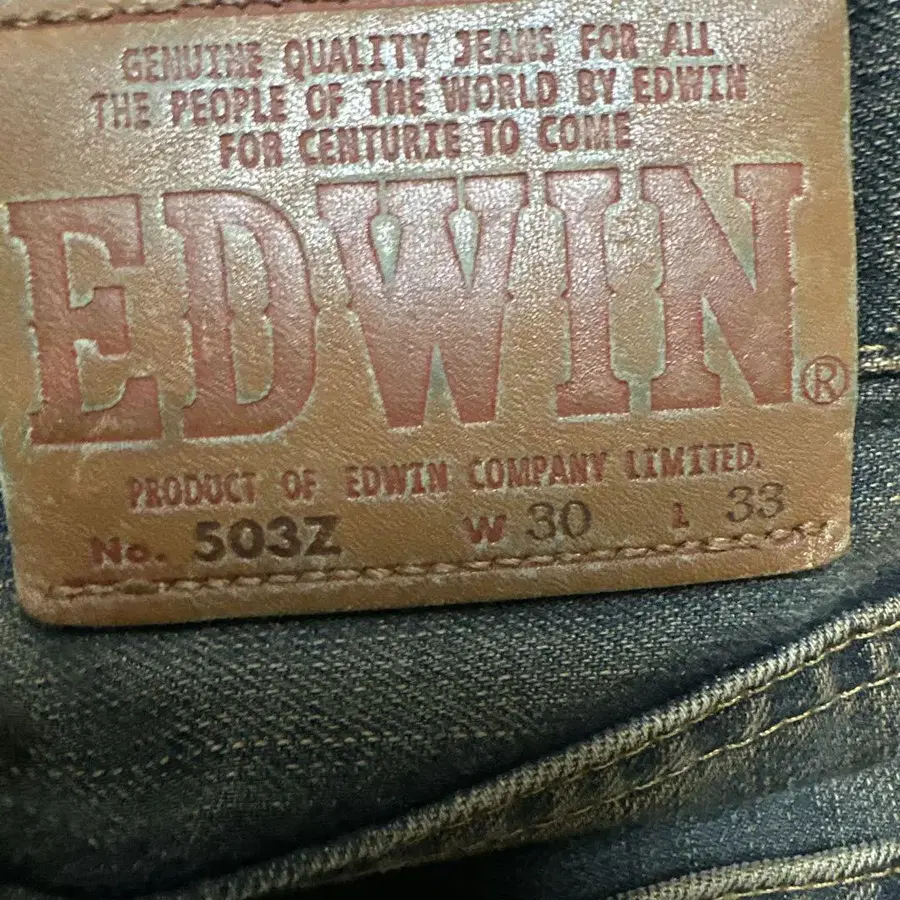 GENUINE QUALITY JEANS FOR ALL
THE PEOPLE OF THE WORLD BY EDWIN
FOR CENTURIE TO COME
EDWIN®
PRODUCT OF EDWIN COMPANY LIMITED.
No. 503Z W 30 L 33